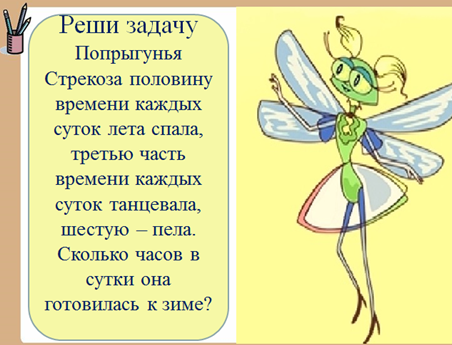 Реши задачу
Попрыгунья
Стрекоза половину
времени каждых
суток лета спала,
третью часть
времени каждых
суток танцевала,
шестую – пела.
Сколько часов в
сутки она
готовилась к зиме?